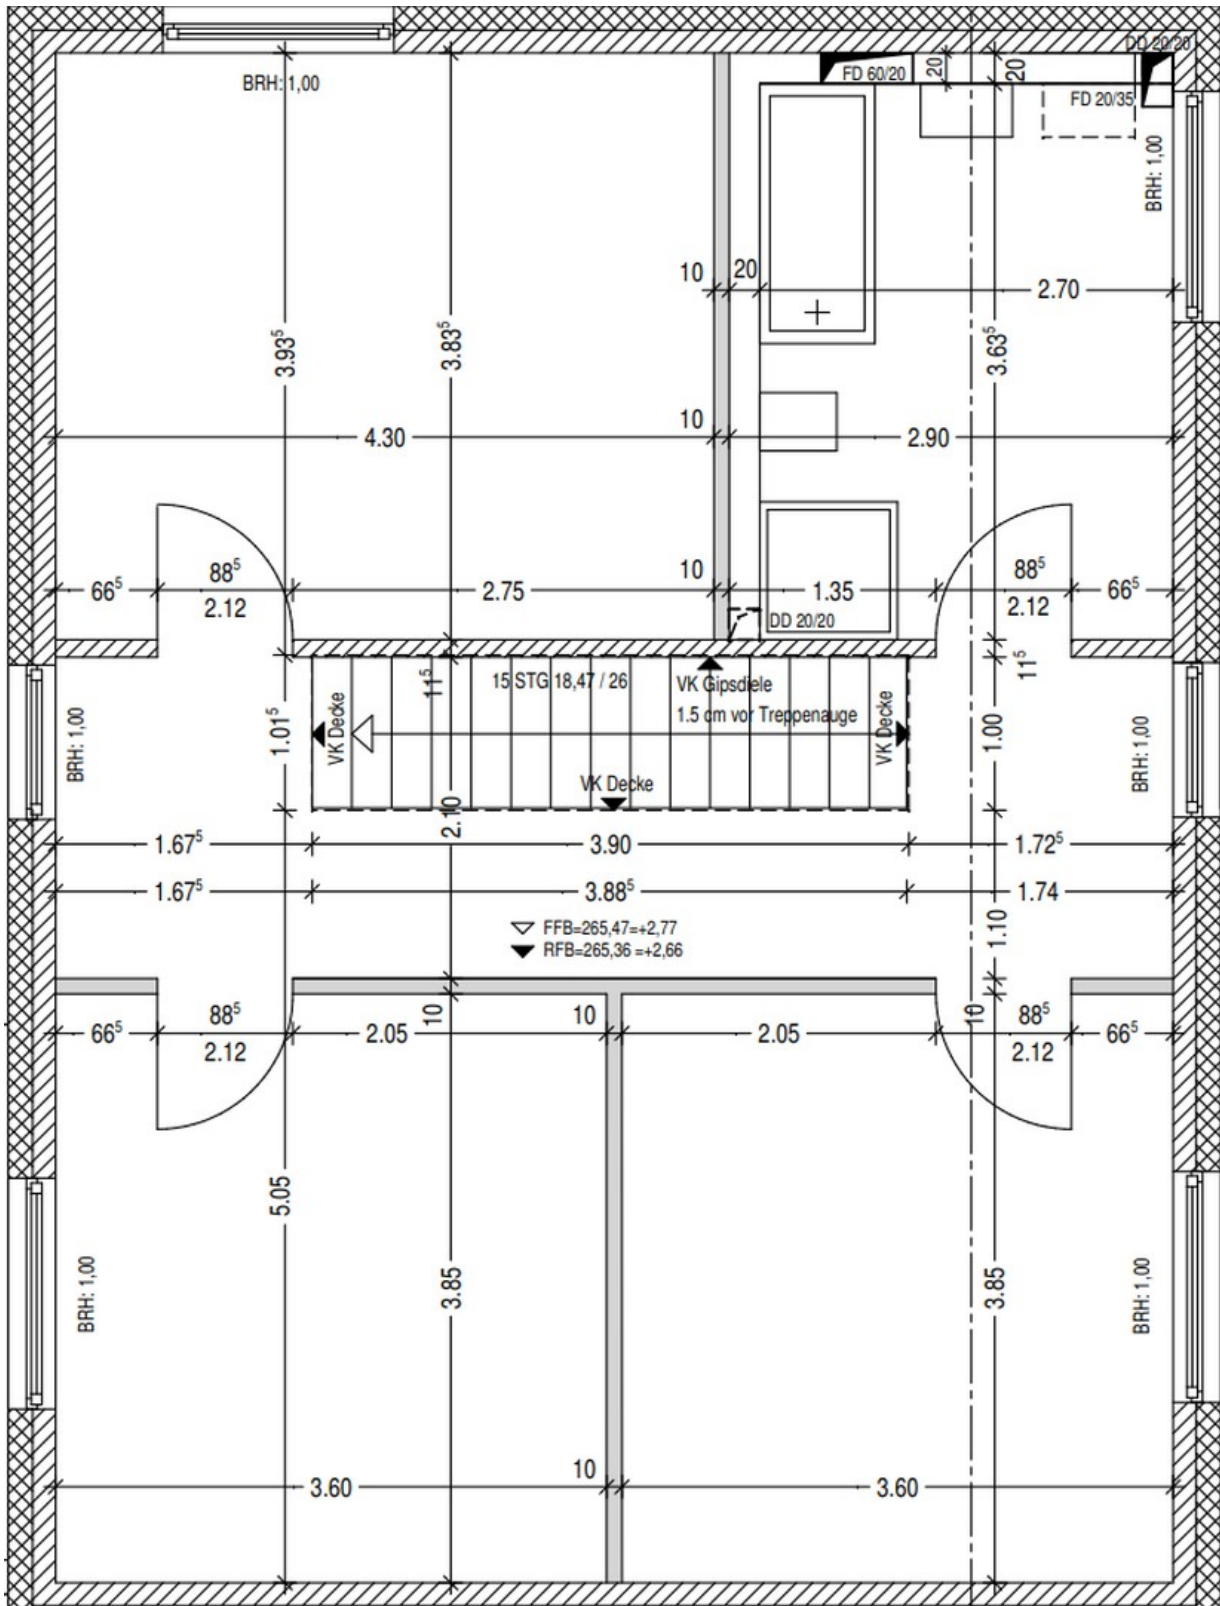 DD 20/20
FD 60/20
20
20
FD 20/35
BRH: 1,00
BRH: 1,00
10
20
2.70
3.93⁵
3.83⁵
3.63⁵
4.30
10
2.90
66⁵
88⁵
2.12
2.75
10
1.35
88⁵
2.12
66⁵
DD 20/20
11⁵
15 STG 18,47 / 26
VK Gipsdiele
1.5 cm vor Treppenauge
11⁵
BRH: 1,00
1.01⁵
VK Decke
VK Decke
VK Decke
1.00
BRH: 1,00
2.10
1.67⁵
3.90
1.72⁵
1.67⁵
3.88⁵
1.74
FFB=265,47=+2,77
RFB=265,36 =+2,66
1.10
66⁵
88⁵
2.12
2.05
10
10
2.05
10
88⁵
2.12
66⁵
5.05
BRH: 1,00
3.85
3.85
BRH: 1,00
3.60
10
3.60